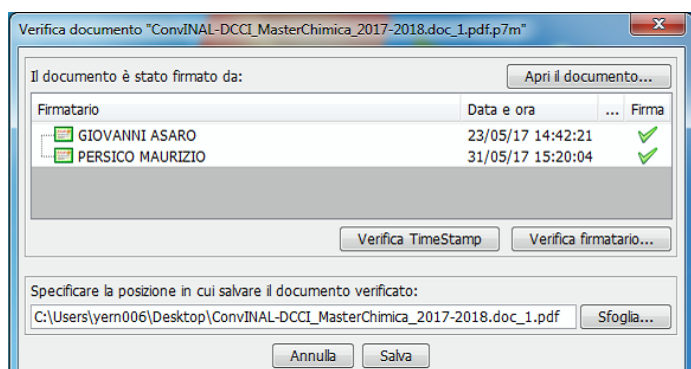 Verifica documento "ConvINAL-DCCI_MasterChimica_2017-2018.doc_1.pdf.p7m"
Il documento è stato firmato da:
Apri il documento...
Firmatario Data e ora ... Firma
GIOVANNI ASARO 23/05/17 14:42:21
PERSICO MAURIZIO 31/05/17 15:20:04
Verifica TimeStamp Verifica firmatario...
Specificare la posizione in cui salvare il documento verificato:
C:\Users\yern006\Desktop\ConvINAL-DCCI_MasterChimica_2017-2018.doc_1.pdf Sfoglia...
Annulla Salva